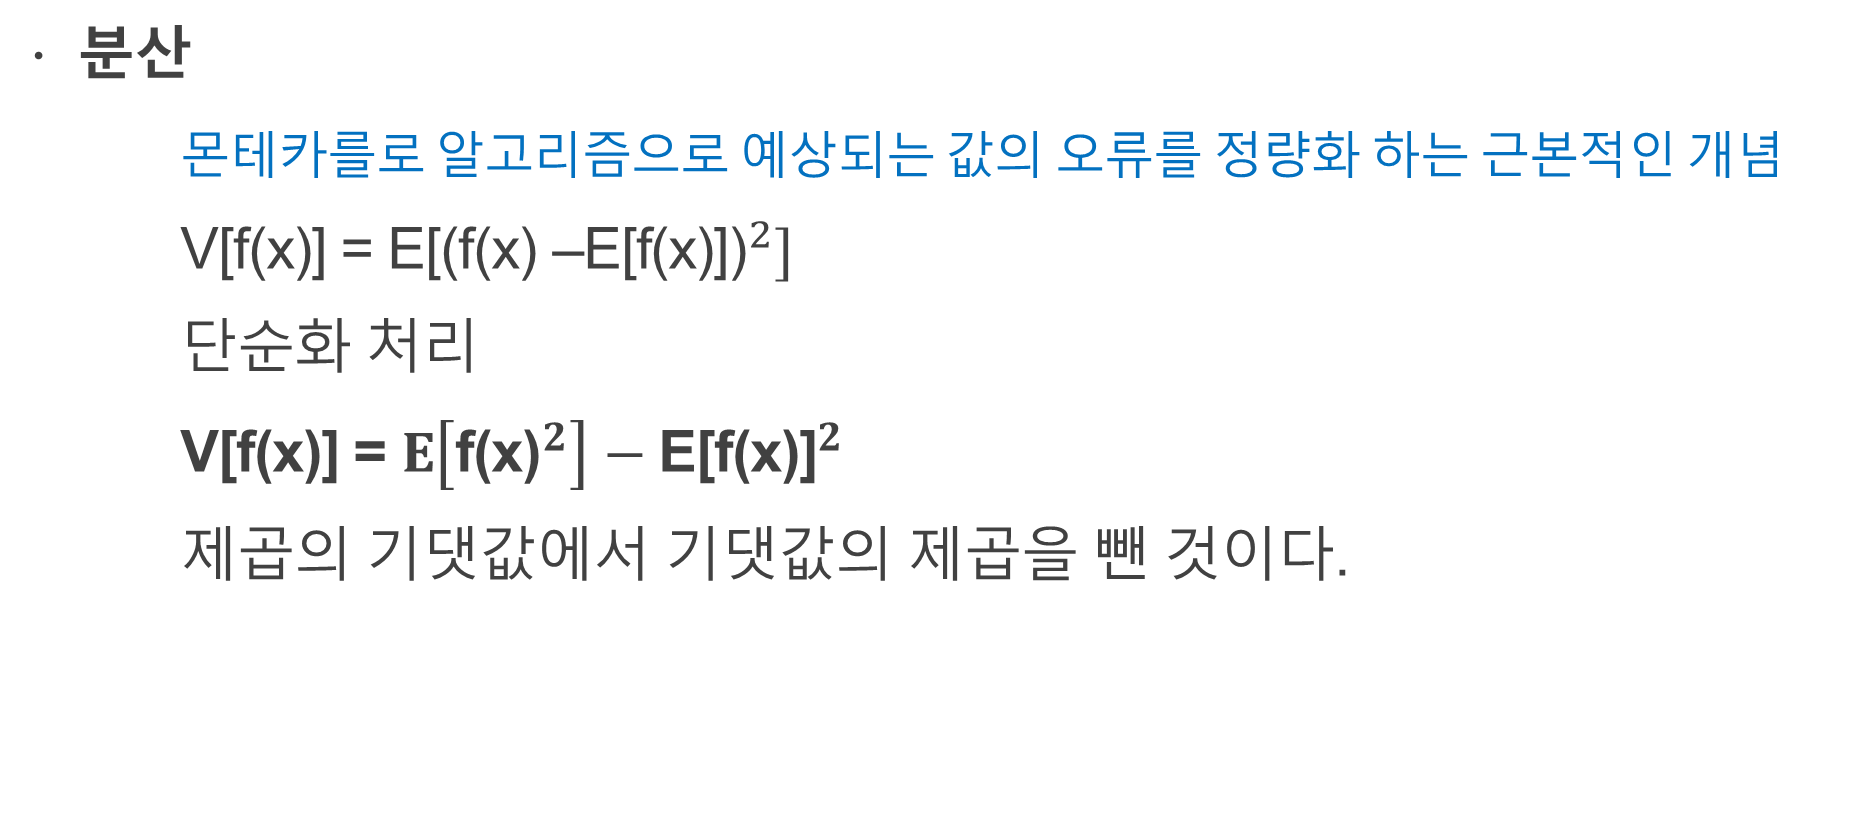 · 분산
몬테카를로 알고리즘으로 예상되는 값의 오류를 정량화 하는 근본적인 개념
V[f(x)] = E[(f(x) –E[f(x)])²]
단순화 처리
V[f(x)] = E[f(x)²] − E[f(x)]²
제곱의 기댓값에서 기댓값의 제곱을 뺀 것이다.